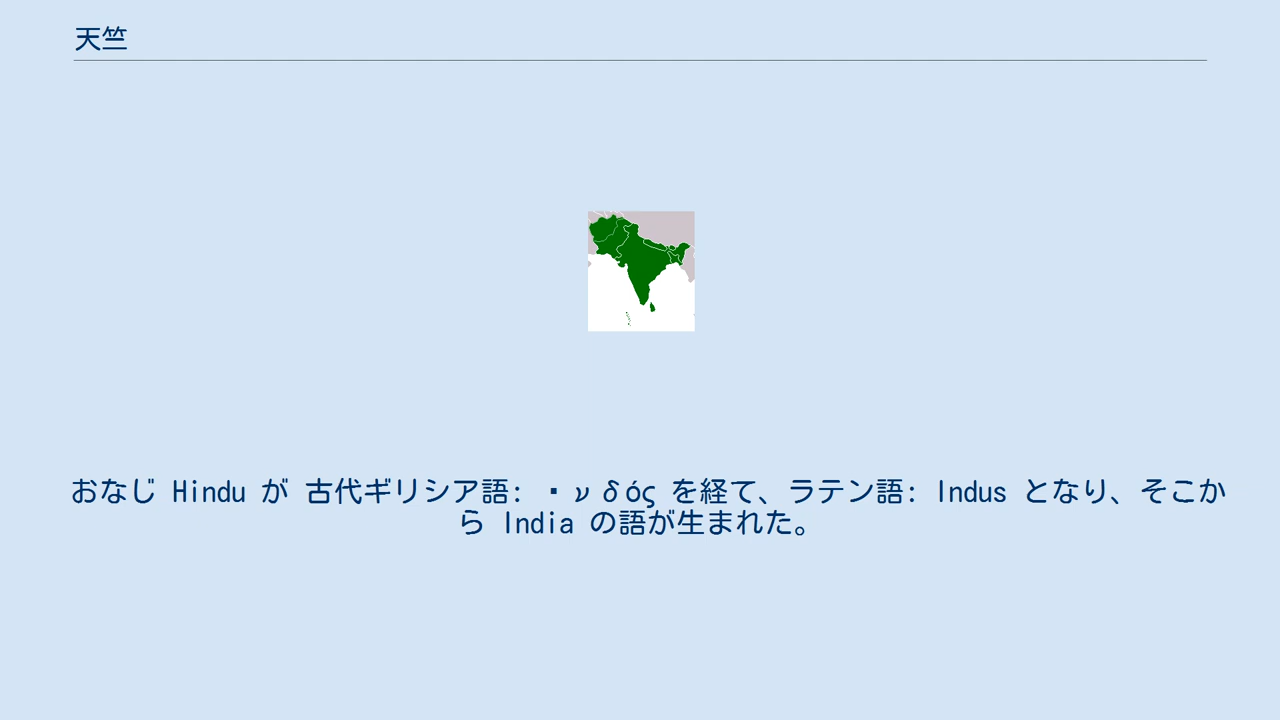 天竺
おなじ Hindu が 古代ギリシア語: ▪νδός を経て、ラテン語: Indus となり、そこか
ら India の語が生まれた。